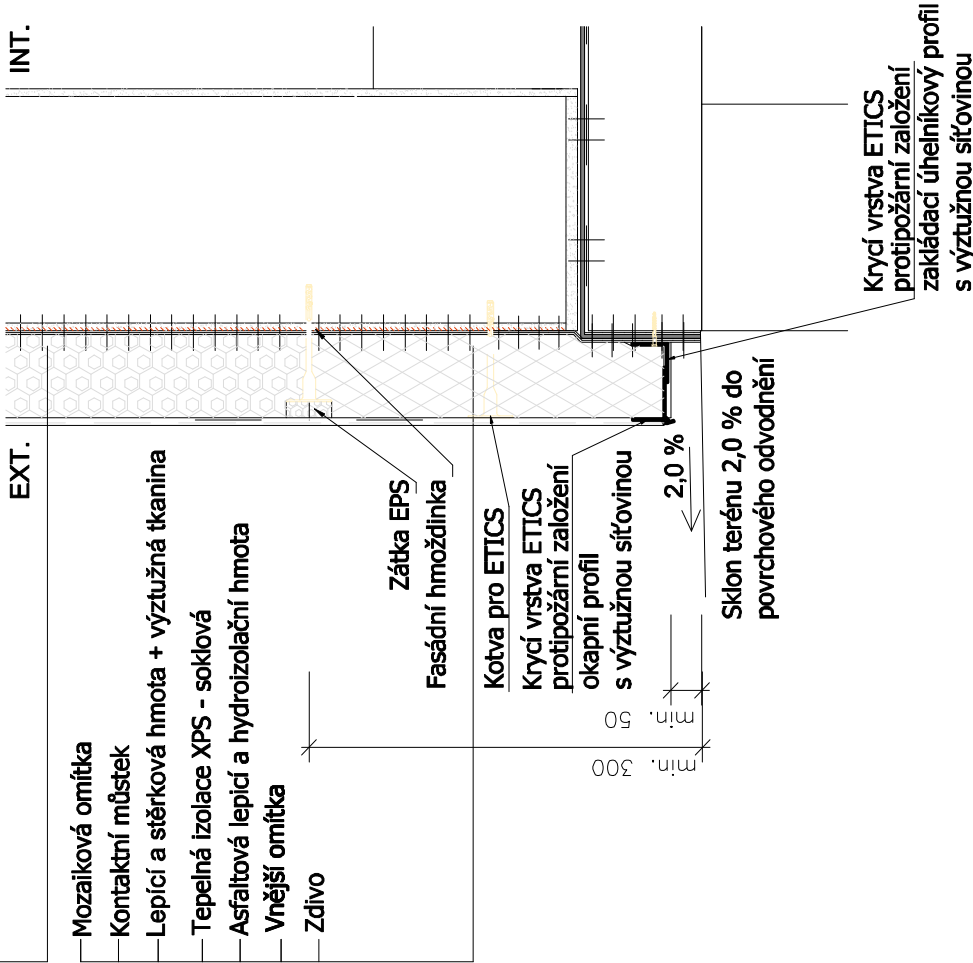 EXT.
INT.
Mozaiková omítka
Kontaktní můstek
Lepící a stěrková hmota + výztužná tkanina
Tepelná izolace XPS - soklová
Asfaltová lepicí a hydroizolační hmota
Vnější omítka
Zdivo
Zátka EPS
Fasádní hmoždinka
Kotva pro ETICS
Krycí vrstva ETICS
protipožární založení
okapní profil
s výztužnou síťovinou
2,0 %
Sklon terénu 2,0 % do
povrchového odvodnění
min. 50
min. 300
Krycí vrstva ETICS
protipožární založení
zakládací úhelníkový profil
s výztužnou síťovinou